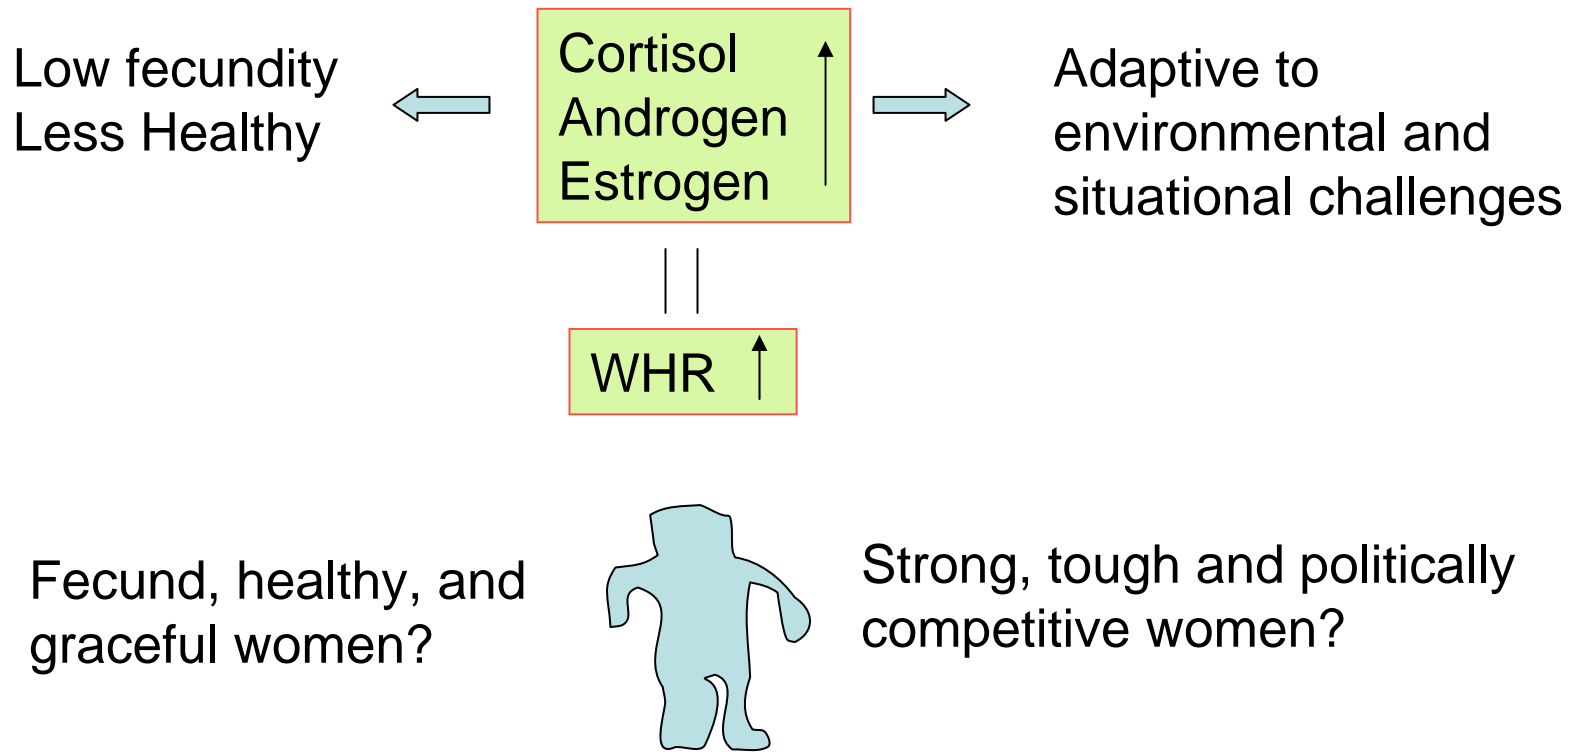 Low fecundity
Less Healthy
Cortisol
Androgen
Estrogen
Adaptive to
environmental and
situational challenges
WHR
Fecund, healthy, and
graceful women?
Strong, tough and politically
competitive women?